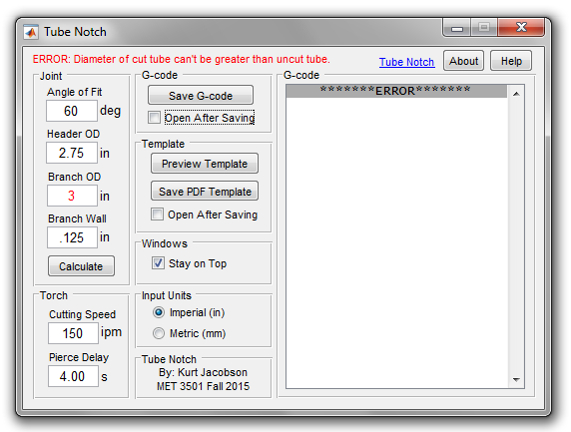 Tube Notch
ERROR: Diameter of cut tube can't be greater than uncut tube.
Tube Notch
About
Help
Joint
Angle of Fit
60 deg
Header OD
2.75 in
Branch OD
3 in
Branch Wall
.125 in
Calculate
Torch
Cutting Speed
150 ipm
Pierce Delay
4.00 s
G-code
Save G-code
Open After Saving
Template
Preview Template
Save PDF Template
Open After Saving
Windows
Stay on Top
Input Units
Imperial (in)
Metric (mm)
Tube Notch
By: Kurt Jacobson
MET 3501 Fall 2015
G-code
*******ERROR*******